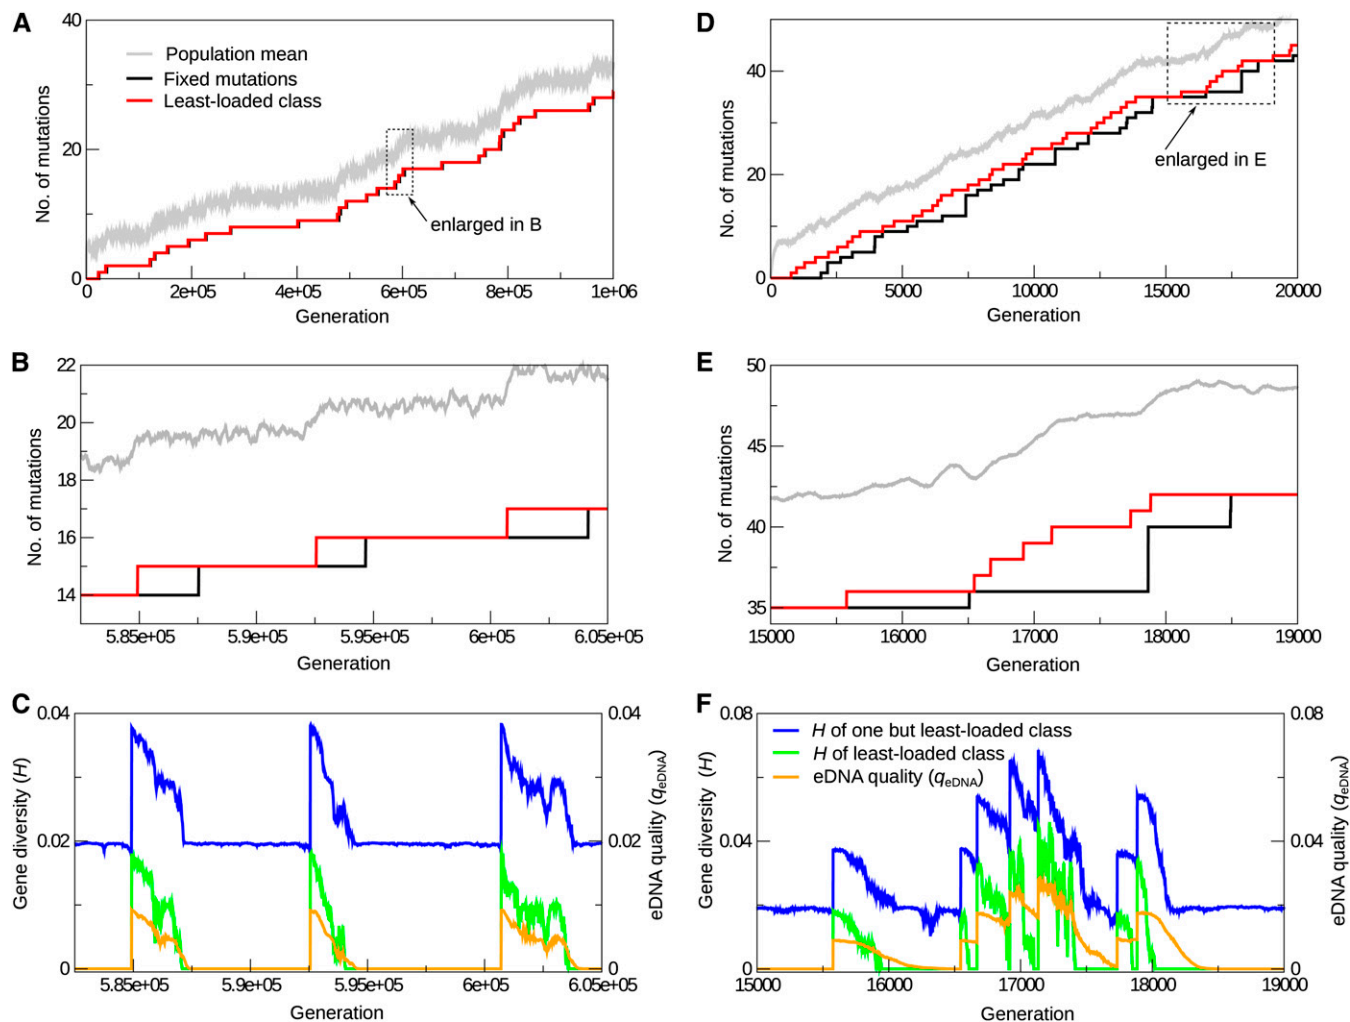 A
No. of mutations
40
20
0
Population mean
Fixed mutations
Least-loaded class
enlarged in B
0
2e+05
4e+05
6e+05
8e+05
1e+06
Generation
D
No. of mutations
40
20
0
enlarged in E
0
5000
10000
15000
20000
Generation
B
No. of mutations
22
20
18
16
14
5.85e+05
5.9e+05
5.95e+05
6e+05
6.05e+05
Generation
E
No. of mutations
50
45
40
35
15000
16000
17000
18000
19000
Generation
C
Gene diversity (H)
0.04
0.02
0
0.04
0.02
0
eDNA quality (qeDNA)
5.85e+05
5.9e+05
5.95e+05
6e+05
6.05e+05
Generation
F
Gene diversity (H)
0.08
0.04
0
H of one but least-loaded class
H of least-loaded class
eDNA quality (qeDNA)
0.08
0.04
0
eDNA quality (qeDNA)
15000
16000
17000
18000
19000
Generation